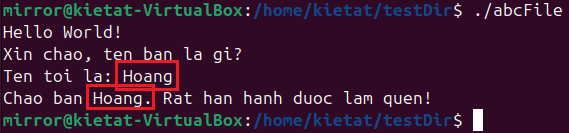 mirror@kietat-VirtualBox:/home/kietat/testDir$ ./abcFile
Hello World!
Xin chao, ten ban la gi?
Ten toi la: Hoang
Chao ban Hoang. Rat han hanh duoc lam quen!
mirror@kietat-VirtualBox:/home/kietat/testDir$